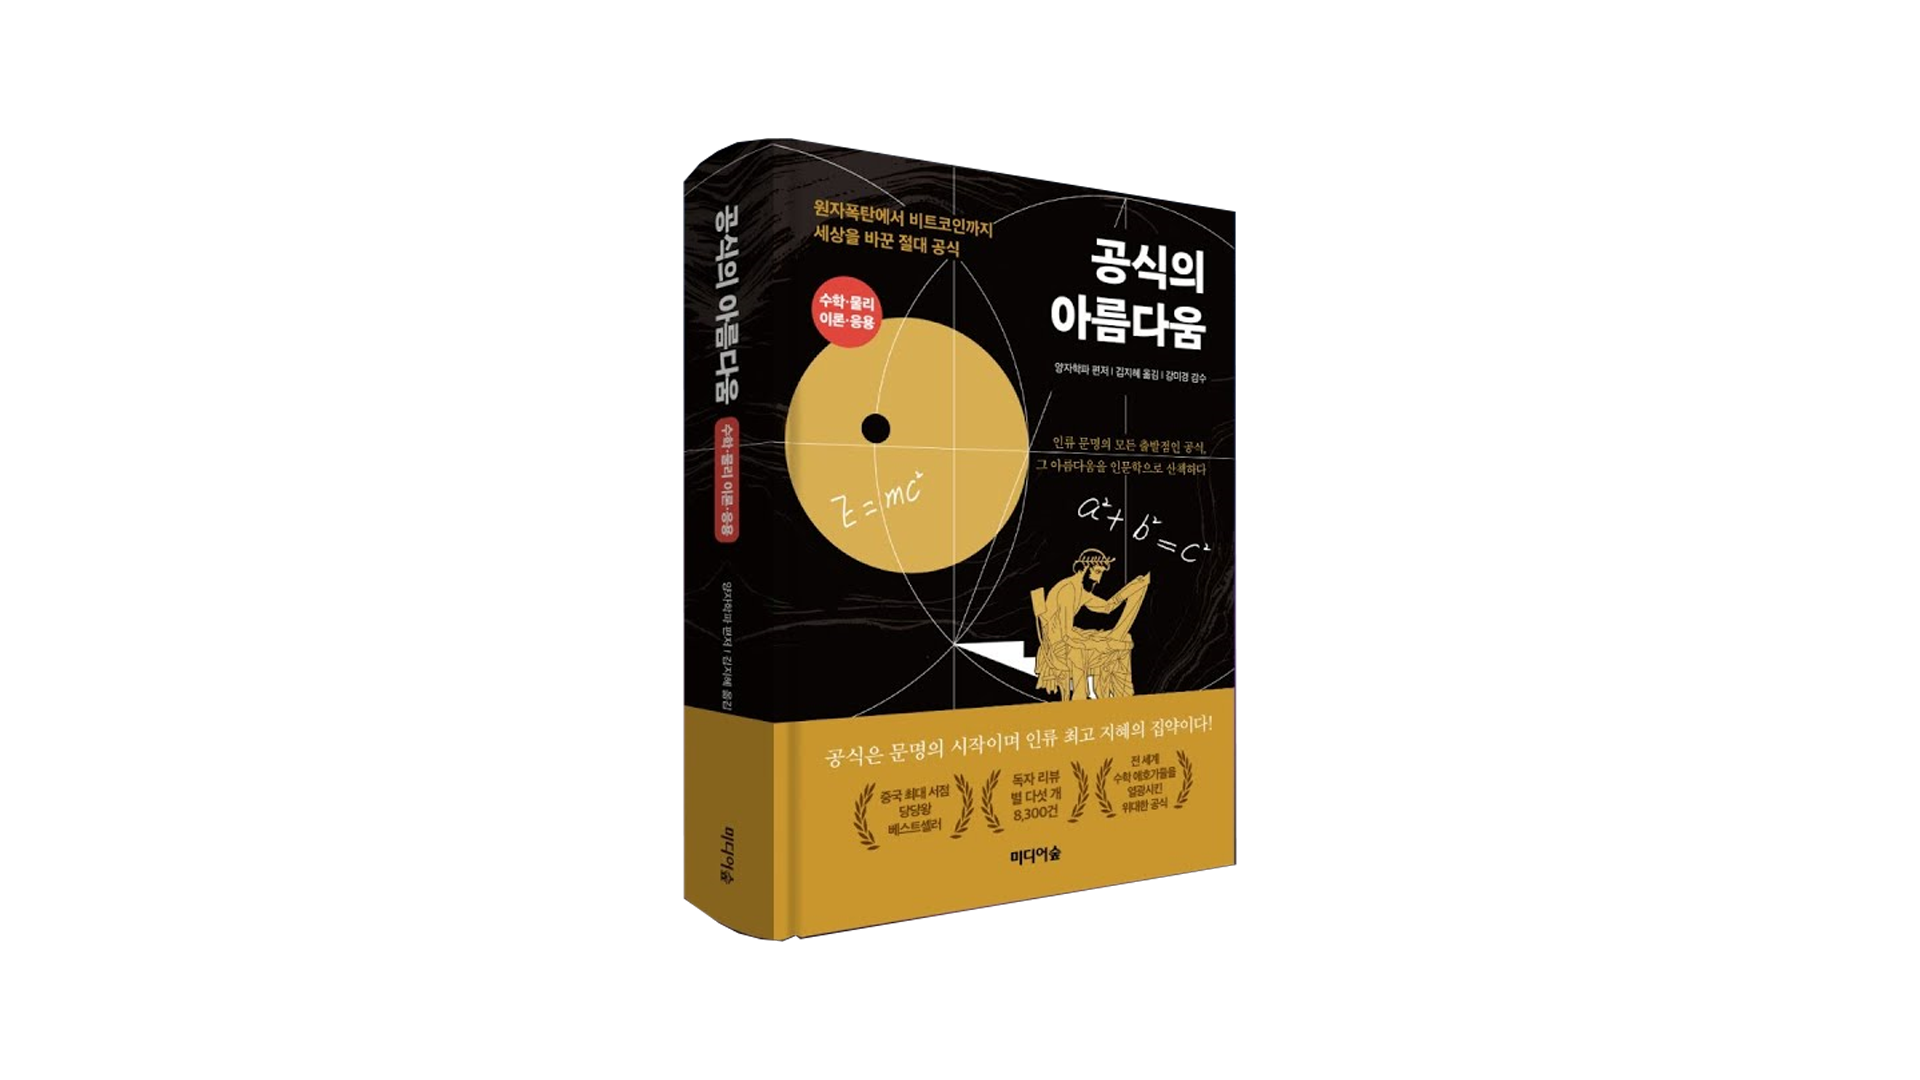 공식의 아름다움
수학·물리 이론·응용
양자학파 편저 | 김지혜 옮김
미디어숲
원자폭탄에서 비트코인까지
세상을 바꾼 절대 공식
수학·물리
이론·응용
공식의
아름다움
양자학파 편저 | 김지혜 옮김 | 강미경 감수
인류 문명의 모든 출발점인 공식,
그 아름다움을 인문학으로 산책하다
E=mc²
a²+b²=c²
공식은 문명의 시작이며 인류 최고 지혜의 집약이다!
중국 최대 서점
당당왕
베스트셀러
독자 리뷰
별 다섯 개
8,300건
전 세계
수학 애호가들을
열광시킨
위대한 공식
미디어숲